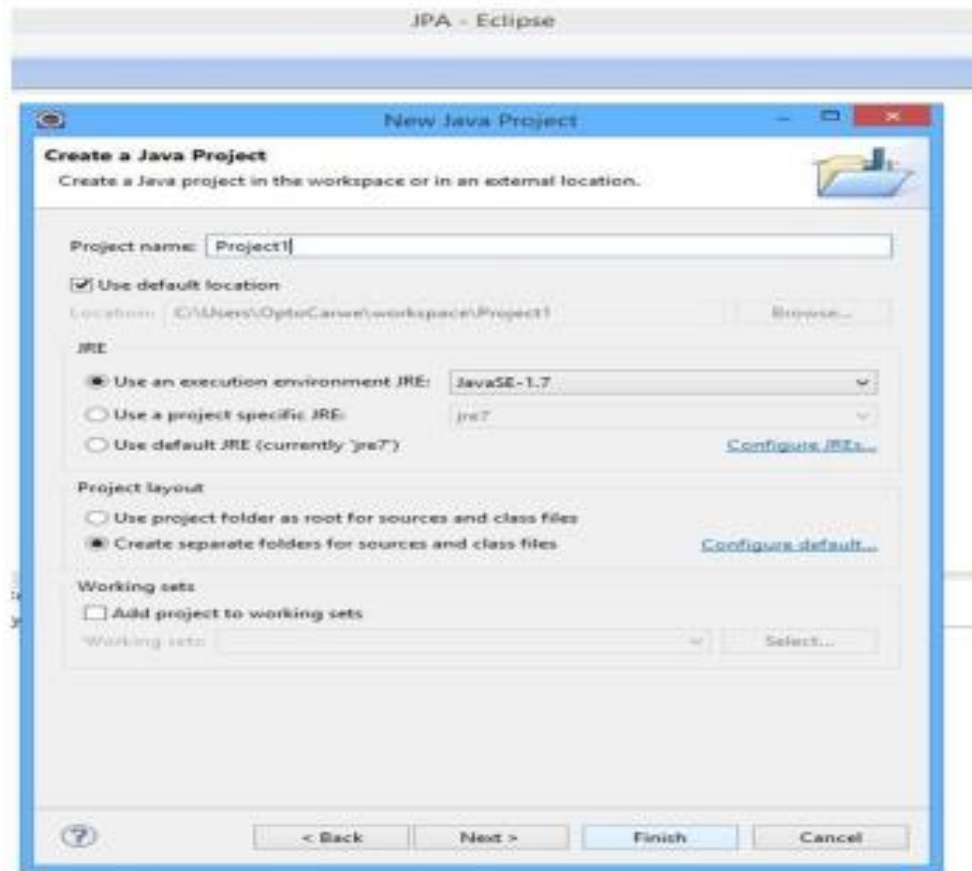 JPA - Eclipse
New Java Project
Create a Java Project
Create a Java project in the workspace or in an external location.
Project name: Project1
Use default location
Location: C:\Users\OptoCarwe\workspace\Project1 Browse...
JRE
Use an execution environment JRE: JavaSE-1.7
Use a project specific JRE: jre7
Use default JRE (currently 'jre7') Configure JREs...
Project layout
Use project folder as root for sources and class files
Create separate folders for sources and class files Configure default...
Working sets
Add project to working sets
Working sets: Select...
< Back Next > Finish Cancel